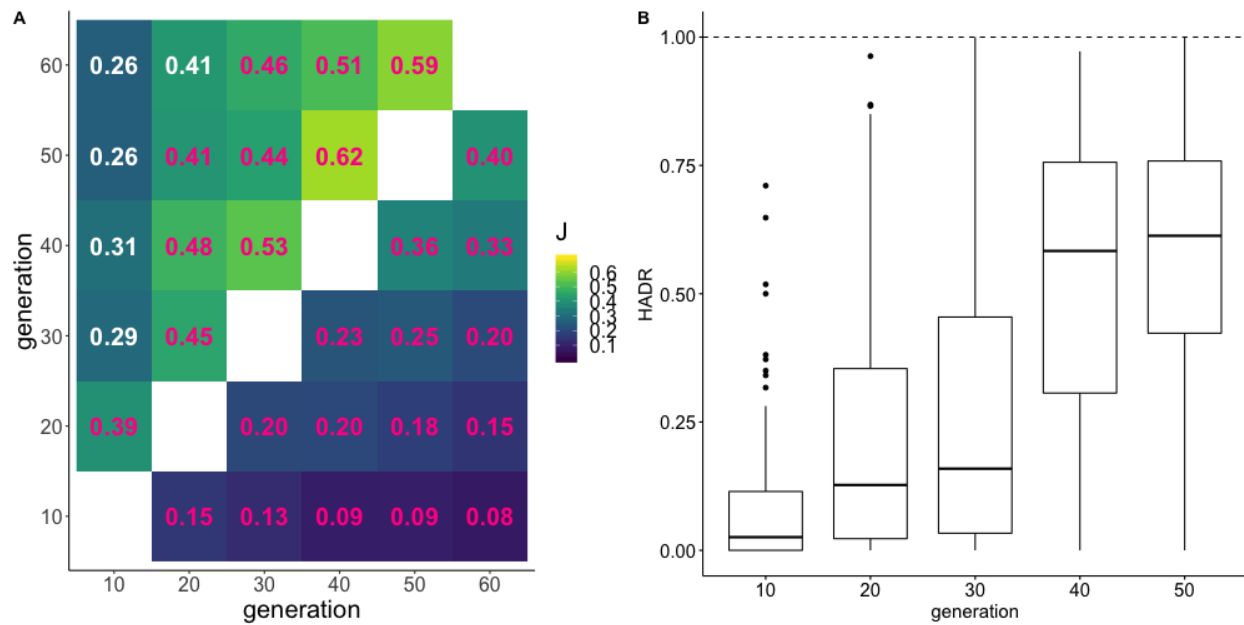 A
60 0.26 0.41 0.46 0.51 0.59
50 0.26 0.41 0.44 0.62 0.40
40 0.31 0.48 0.53 0.36 0.33
30 0.29 0.45 0.23 0.25 0.20
20 0.39 0.20 0.20 0.18 0.15
10 0.15 0.13 0.09 0.09 0.08
10 20 30 40 50 60
generation
generation
J
0.6
0.5
0.4
0.3
0.2
0.1
B
1.00
0.75
0.50
0.25
0.00
HADR
10 20 30 40 50
generation